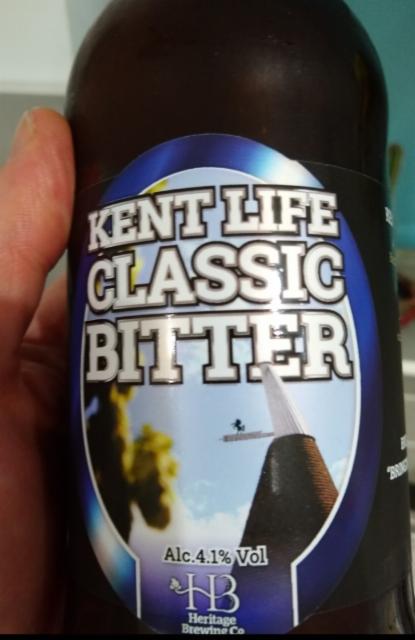 KENT LIFE
CLASSIC
BITTER
Alc.4.1% Vol
HB
Heritage
Brewing Co